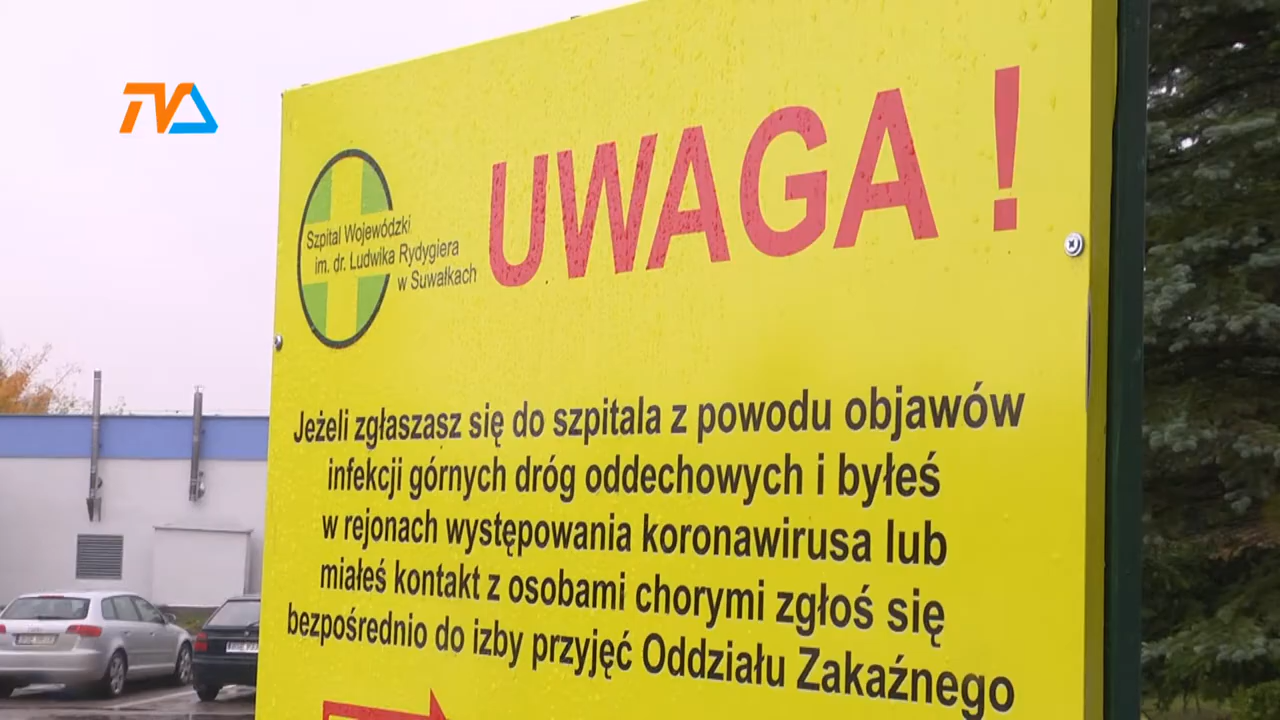 TVA
Szpital Wojewódzki
im. dr. Ludwika Rydygiera
w Suwałkach
UWAGA !
Jeżeli zgłaszasz się do szpitala z powodu objawów
infekcji górnych dróg oddechowych i byłeś
w rejonach występowania koronawirusa lub
miałeś kontakt z osobami chorymi zgłoś się
bezpośrednio do izby przyjęć Oddziału Zakaźnego